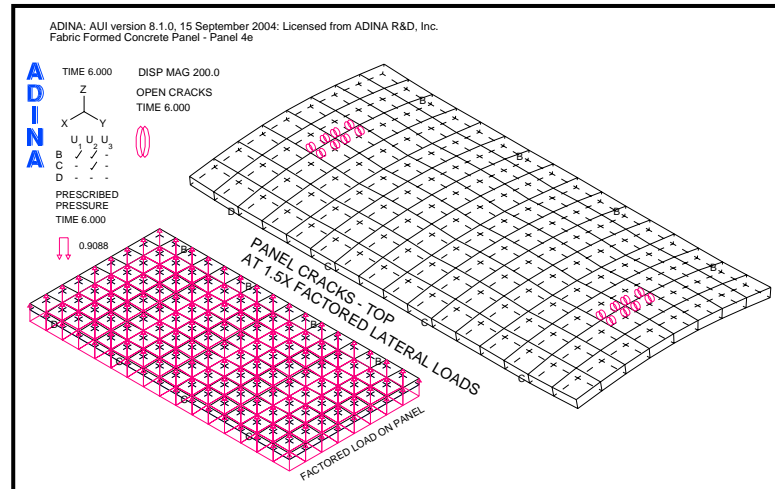 ADINA: AUI version 8.1.0, 15 September 2004: Licensed from ADINA R&D, Inc.
Fabric Formed Concrete Panel - Panel 4e
ADINA
TIME 6.000
DISP MAG 200.0
OPEN CRACKS
TIME 6.000
Z
X Y
U1 U2 U3
B ✓ ✓ -
C - ✓ -
D - - -
PRESCRIBED
PRESSURE
TIME 6.000
0.9088
B
B
B
B
D
C
C
PANEL CRACKS - TOP
AT 1.5X FACTORED LATERAL LOADS
B
B
B
B
D
C
C
FACTORED LOAD ON PANEL